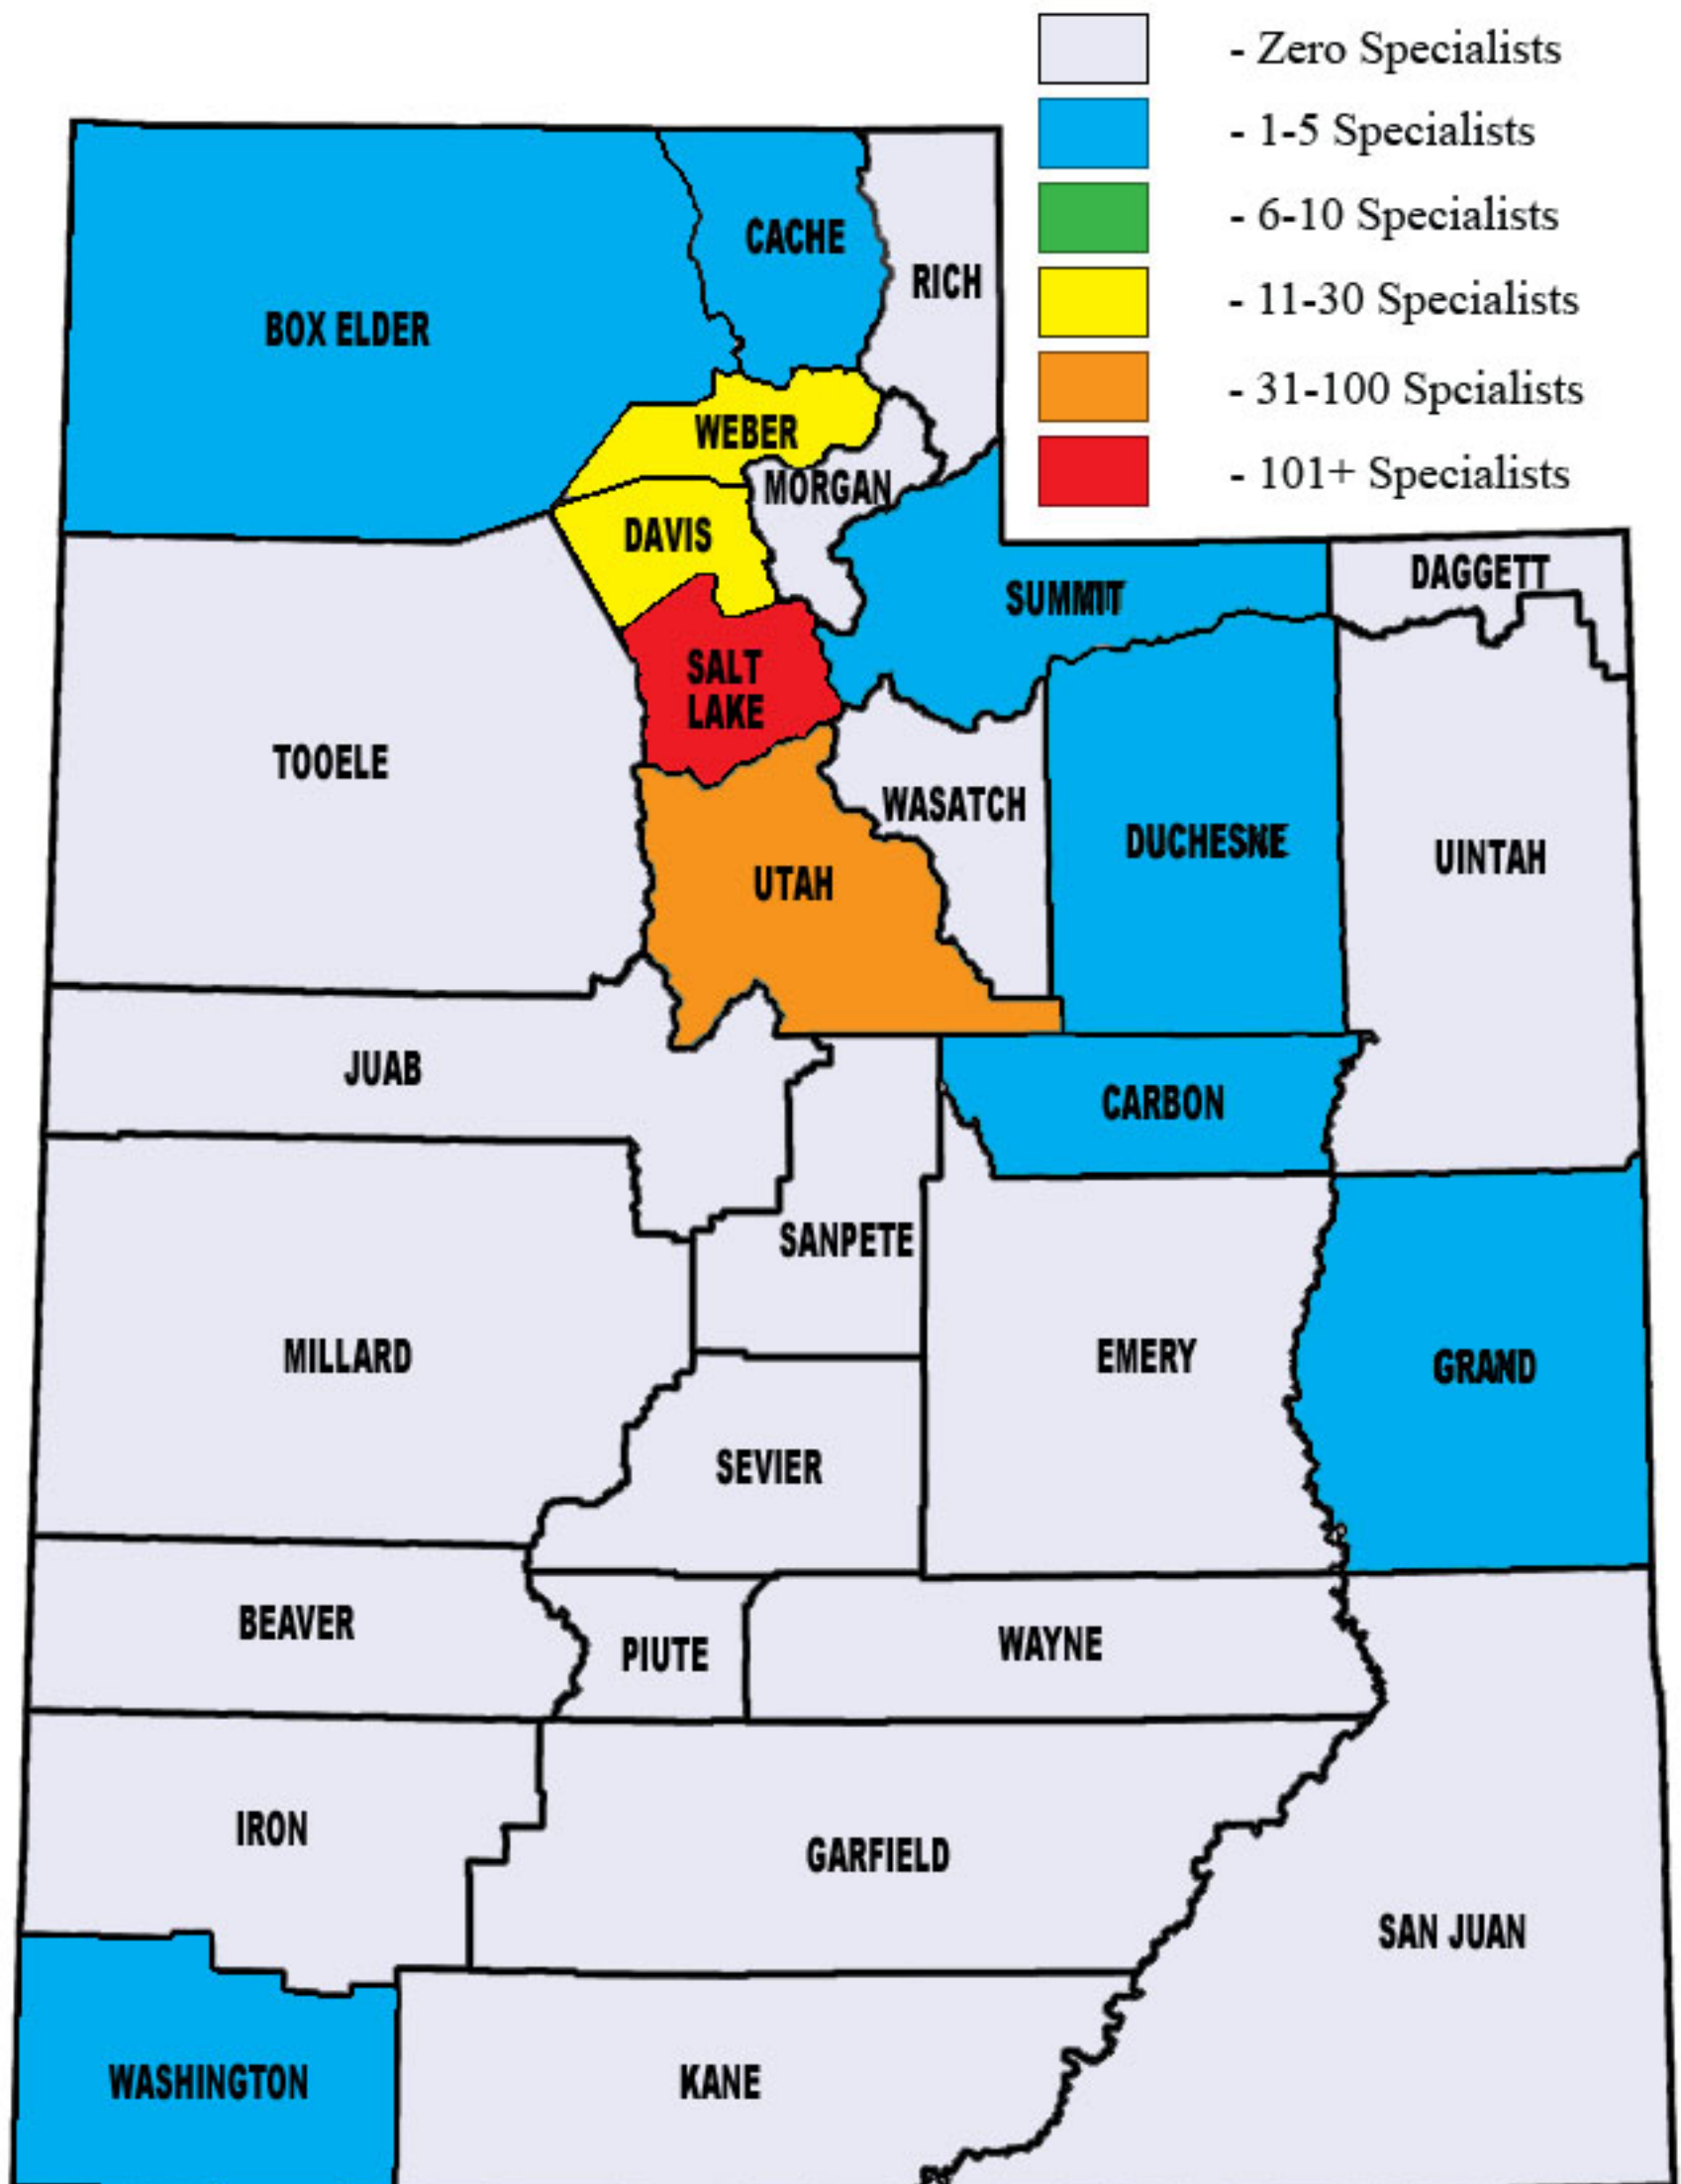 - Zero Specialists
- 1-5 Specialists
- 6-10 Specialists
- 11-30 Specialists
- 31-100 Spcialists
- 101+ Specialists
CACHE
RICH
BOX ELDER
WEBER
MORGAN
DAVIS
DAGGETT
SUMMIT
SALT
LAKE
TOOELE
WASATCH
DUCHESNE
UINTAH
UTAH
JUAB
CARBON
SANPETE
MILLARD
EMERY
GRAND
SEVIER
BEAVER
PIUTE
WAYNE
IRON
GARFIELD
SAN JUAN
WASHINGTON
KANE